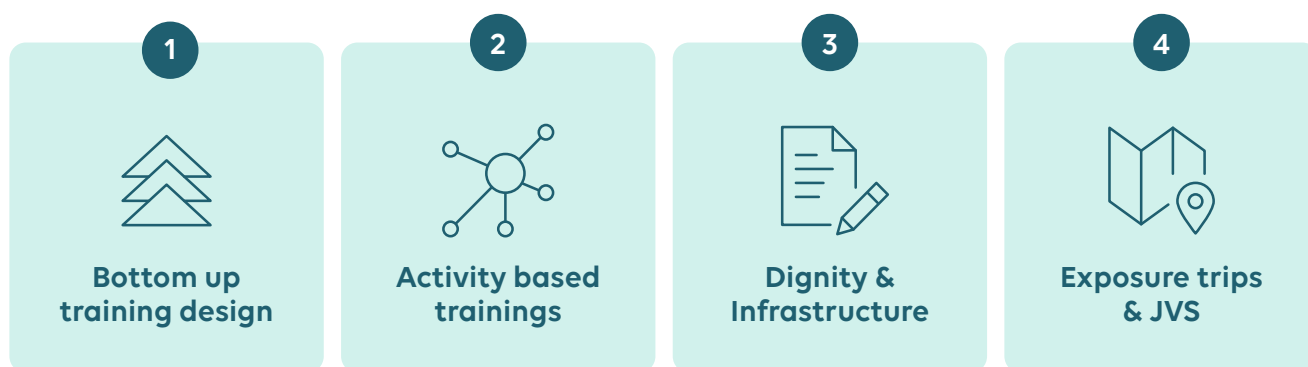 1
Bottom up
training design
2
Activity based
trainings
3
Dignity &
Infrastructure
4
Exposure trips
& JVS